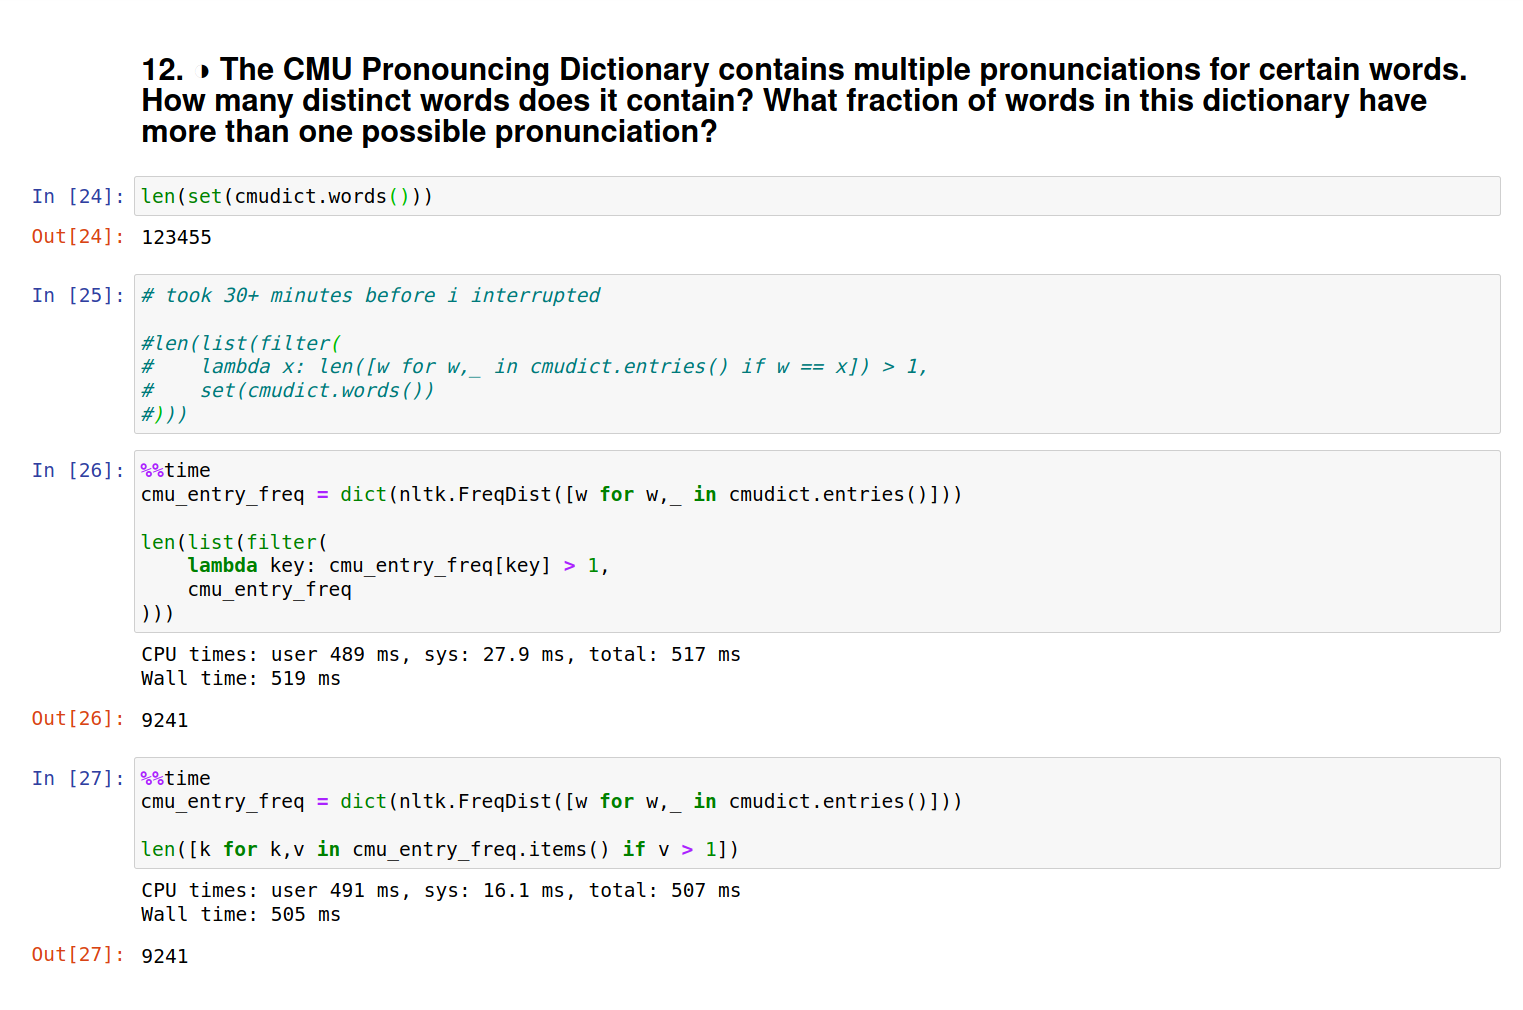 12. ◗ The CMU Pronouncing Dictionary contains multiple pronunciations for certain words.
How many distinct words does it contain? What fraction of words in this dictionary have
more than one possible pronunciation?
In [24]: len(set(cmudict.words()))
Out[24]: 123455
In [25]: # took 30+ minutes before i interrupted
#len(list(filter(
#    lambda x: len([w for w,_ in cmudict.entries() if w == x]) > 1,
#    set(cmudict.words())
#)))
In [26]: %%time
cmu_entry_freq = dict(nltk.FreqDist([w for w,_ in cmudict.entries()]))
len(list(filter(
    lambda key: cmu_entry_freq[key] > 1,
    cmu_entry_freq
)))
CPU times: user 489 ms, sys: 27.9 ms, total: 517 ms
Wall time: 519 ms
Out[26]: 9241
In [27]: %%time
cmu_entry_freq = dict(nltk.FreqDist([w for w,_ in cmudict.entries()]))
len([k for k,v in cmu_entry_freq.items() if v > 1])
CPU times: user 491 ms, sys: 16.1 ms, total: 507 ms
Wall time: 505 ms
Out[27]: 9241